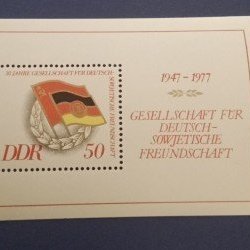 30 JAHRE GESELLSCHAFT FÜR DEUTSCH-
SOWJETISCHE FREUNDSCHAFT
DDR 50
1947-1977
GESELLSCHAFT FÜR
DEUTSCH-
SOWJETISCHE
FREUNDSCHAFT